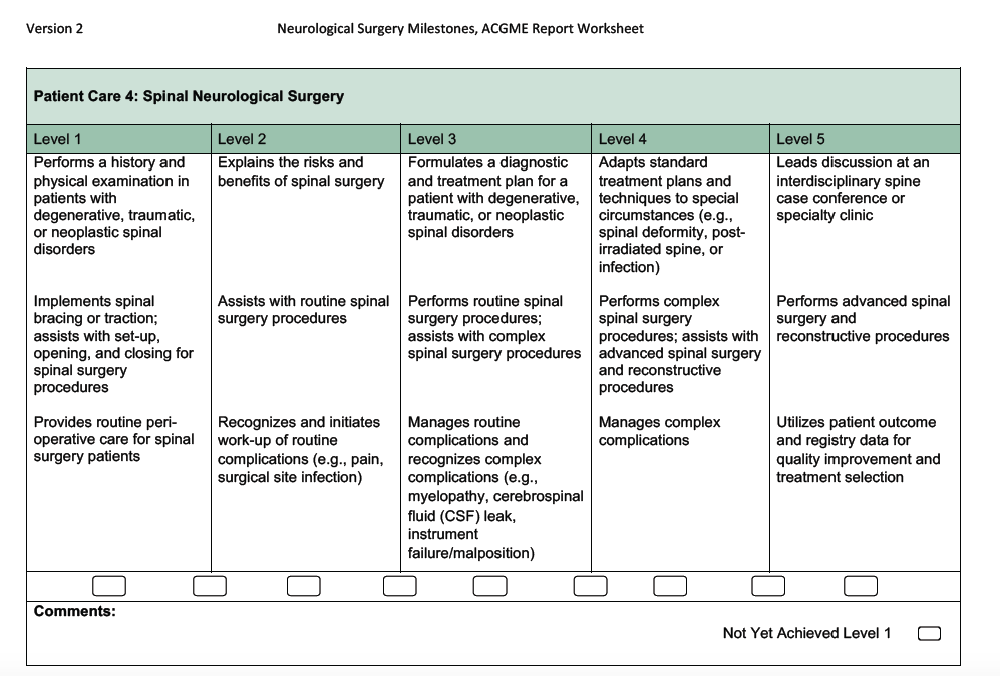 Version 2
Neurological Surgery Milestones, ACGME Report Worksheet
Patient Care 4: Spinal Neurological Surgery
Level 1
Level 2
Level 3
Level 4
Level 5
Performs a history and
physical examination in
patients with
degenerative, traumatic,
or neoplastic spinal
disorders
Explains the risks and
benefits of spinal surgery
Formulates a diagnostic
and treatment plan for a
patient with degenerative,
traumatic, or neoplastic
spinal disorders
Adapts standard
treatment plans and
techniques to special
circumstances (e.g.,
spinal deformity, post-
irradiated spine, or
infection)
Leads discussion at an
interdisciplinary spine
case conference or
specialty clinic
Implements spinal
bracing or traction;
assists with set-up,
opening, and closing for
spinal surgery
procedures
Assists with routine spinal
surgery procedures
Performs routine spinal
surgery procedures;
assists with complex
spinal surgery procedures
Performs complex
spinal surgery
procedures; assists with
advanced spinal surgery
and reconstructive
procedures
Performs advanced spinal
surgery and
reconstructive procedures
Provides routine peri-
operative care for spinal
surgery patients
Recognizes and initiates
work-up of routine
complications (e.g., pain,
surgical site infection)
Manages routine
complications and
recognizes complex
complications (e.g.,
myelopathy, cerebrospinal
fluid (CSF) leak,
instrument
failure/malposition)
Manages complex
complications
Utilizes patient outcome
and registry data for
quality improvement and
treatment selection
Comments:
Not Yet Achieved Level 1